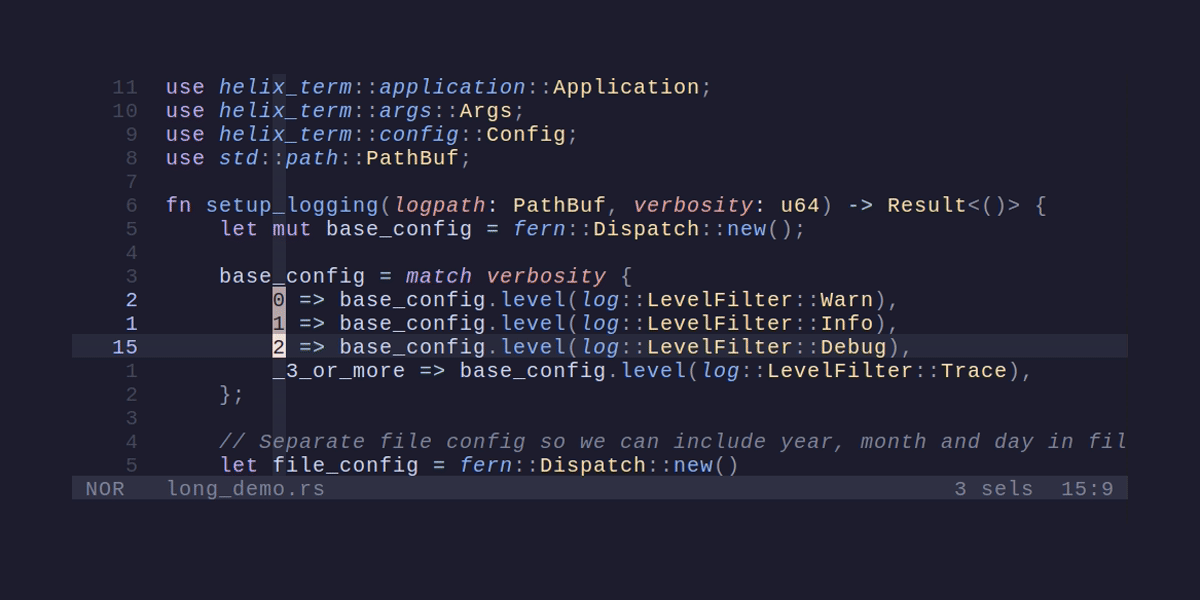 11 use helix_term::application::Application;
10 use helix_term::args::Args;
9 use helix_term::config::Config;
8 use std::path::PathBuf;
7
6 fn setup_logging(logpath: PathBuf, verbosity: u64) -> Result<()> {
5     let mut base_config = fern::Dispatch::new();
4
3     base_config = match verbosity {
2         0 => base_config.level(log::LevelFilter::Warn),
1         1 => base_config.level(log::LevelFilter::Info),
15         2 => base_config.level(log::LevelFilter::Debug),
1         _3_or_more => base_config.level(log::LevelFilter::Trace),
2     };
3
4     // Separate file config so we can include year, month and day in fil
5     let file_config = fern::Dispatch::new()
NOR long_demo.rs 3 sels 15:9